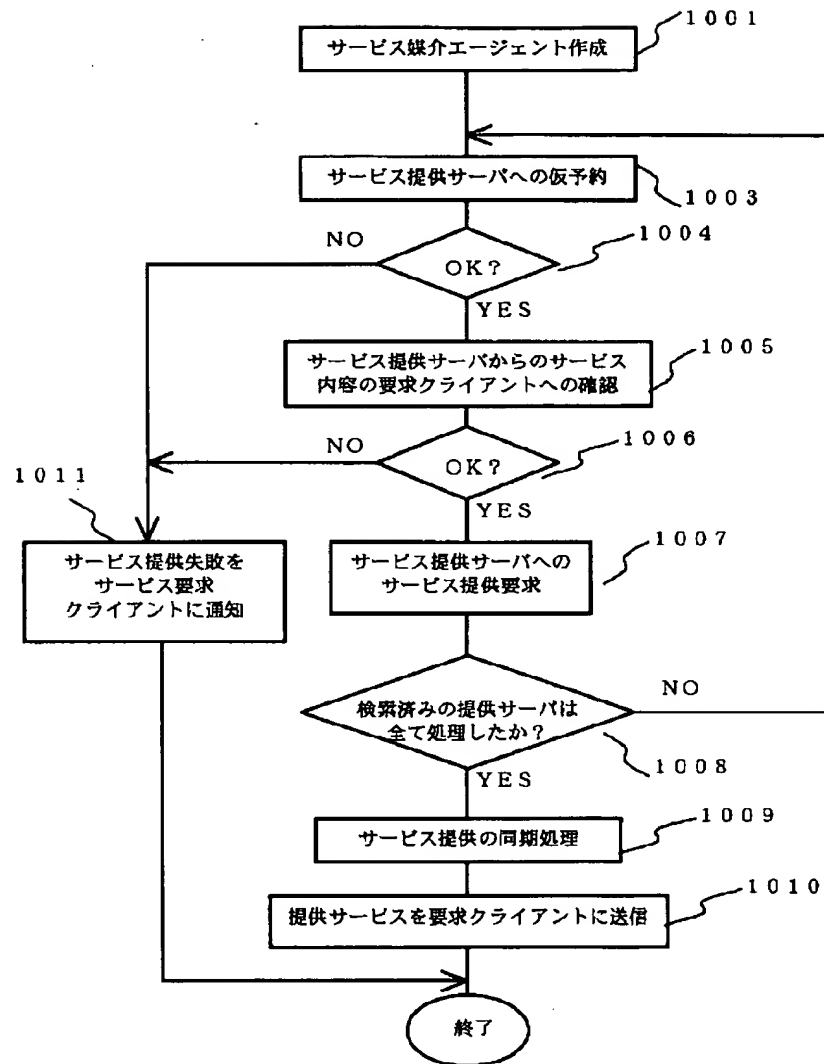 1001
サービス媒介エージェント作成
サービス提供サーバへの仮予約
1003
NO
1004
OK?
YES
サービス提供サーバからのサービス
内容の要求クライアントへの確認
1005
NO
1006
OK?
YES
1011
サービス提供失敗を
サービス要求
クライアントに通知
サービス提供サーバへの
サービス提供要求
1007
検索済みの提供サーバは
全て処理したか?
NO
1008
YES
1009
サービス提供の同期処理
1010
提供サービスを要求クライアントに送信
終了